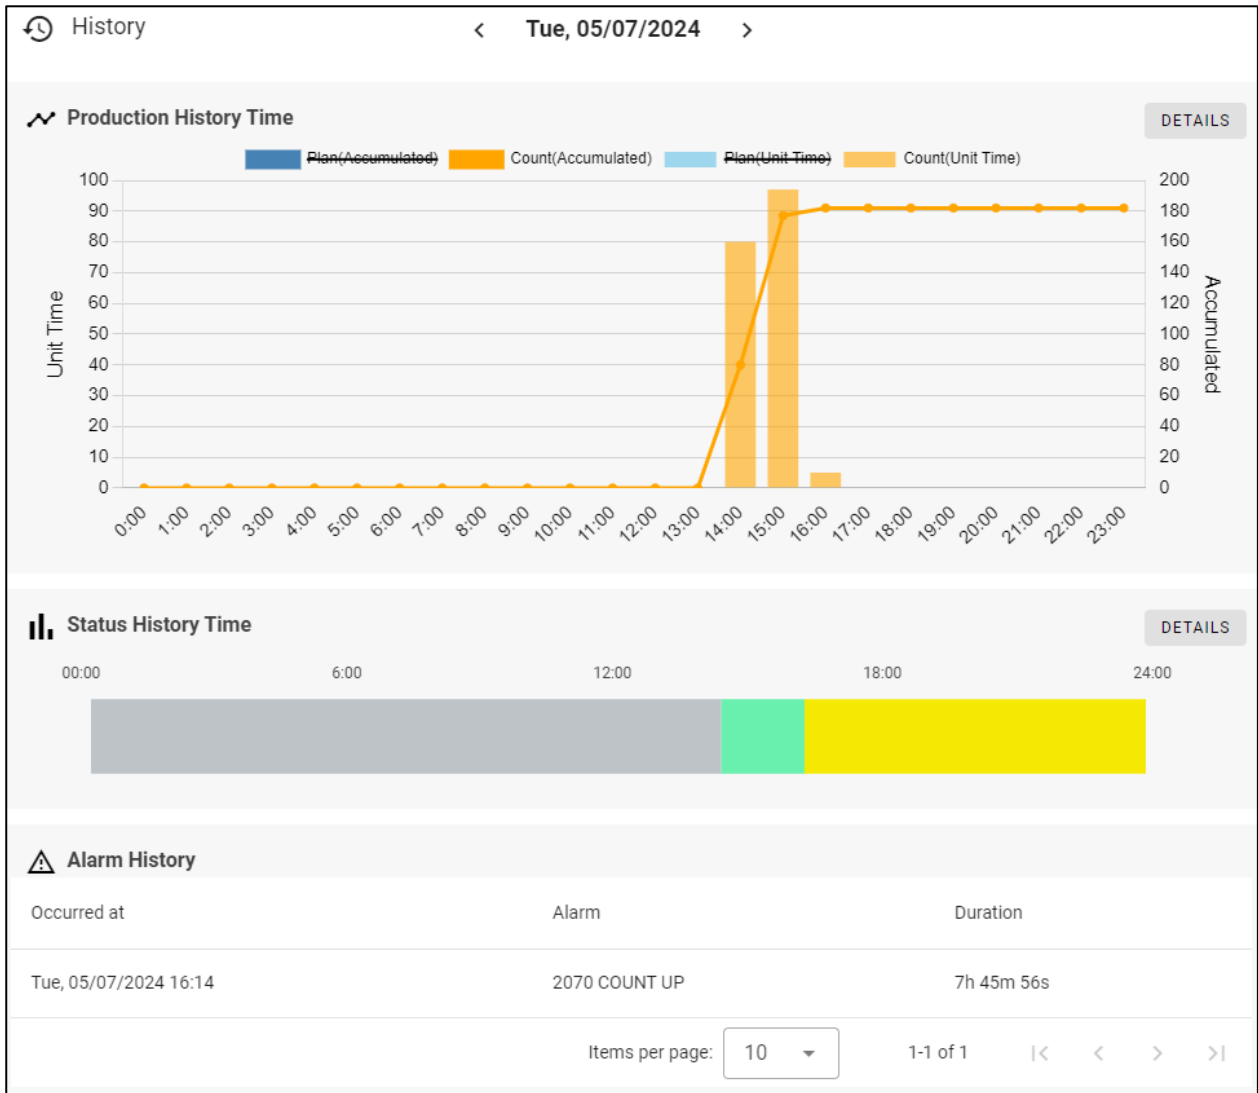 History
< Tue, 05/07/2024 >
Production History Time
DETAILS
Plan(Accumulated) Count(Accumulated) Plan(Unit Time) Count(Unit Time)
100 200
90 180
80 160
70 140
60 120
50 100
40 80
30 60
20 40
10 20
0 0
Unit Time
Accumulated
0:00 1:00 2:00 3:00 4:00 5:00 6:00 7:00 8:00 9:00 10:00 11:00 12:00 13:00 14:00 15:00 16:00 17:00 18:00 19:00 20:00 21:00 22:00 23:00
Status History Time
DETAILS
00:00 6:00 12:00 18:00 24:00
Alarm History
Occurred at Alarm Duration
Tue, 05/07/2024 16:14 2070 COUNT UP 7h 45m 56s
Items per page: 10 1-1 of 1